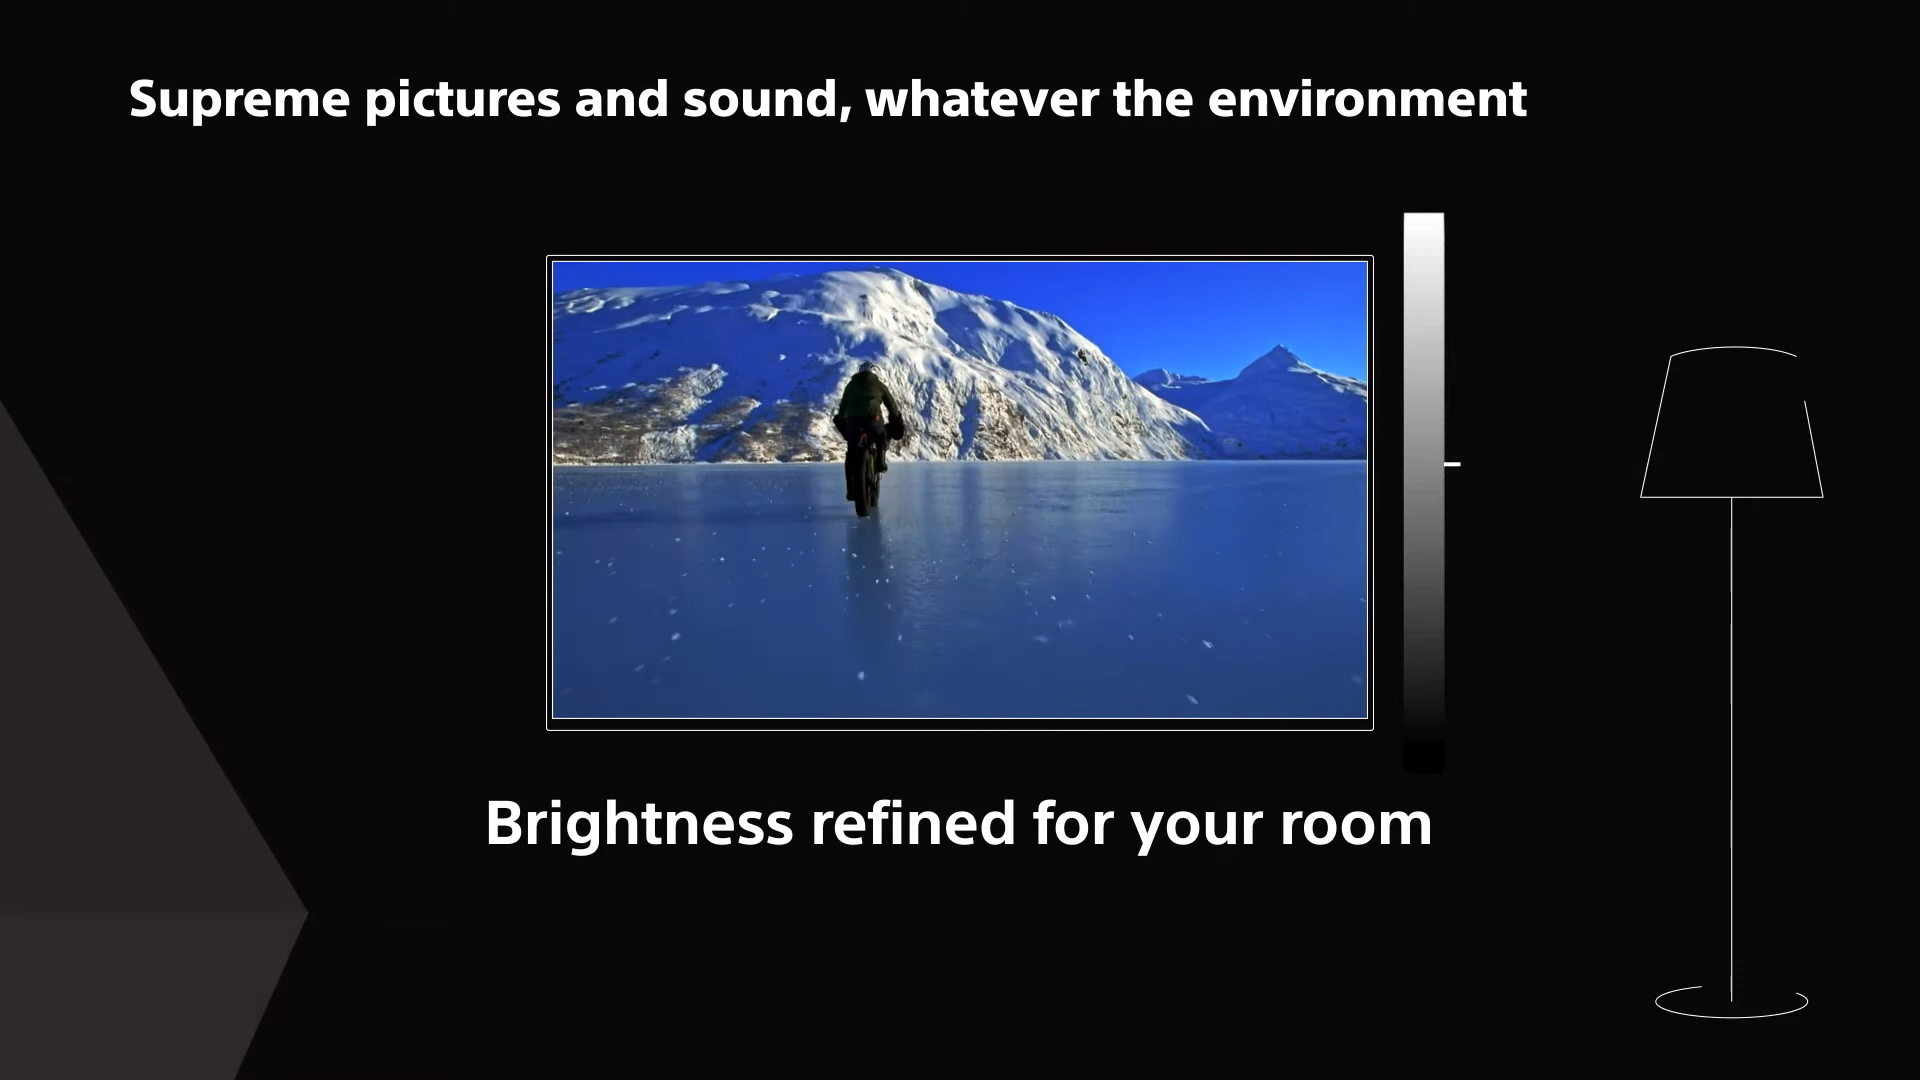 Supreme pictures and sound, whatever the environment
Brightness refined for your room